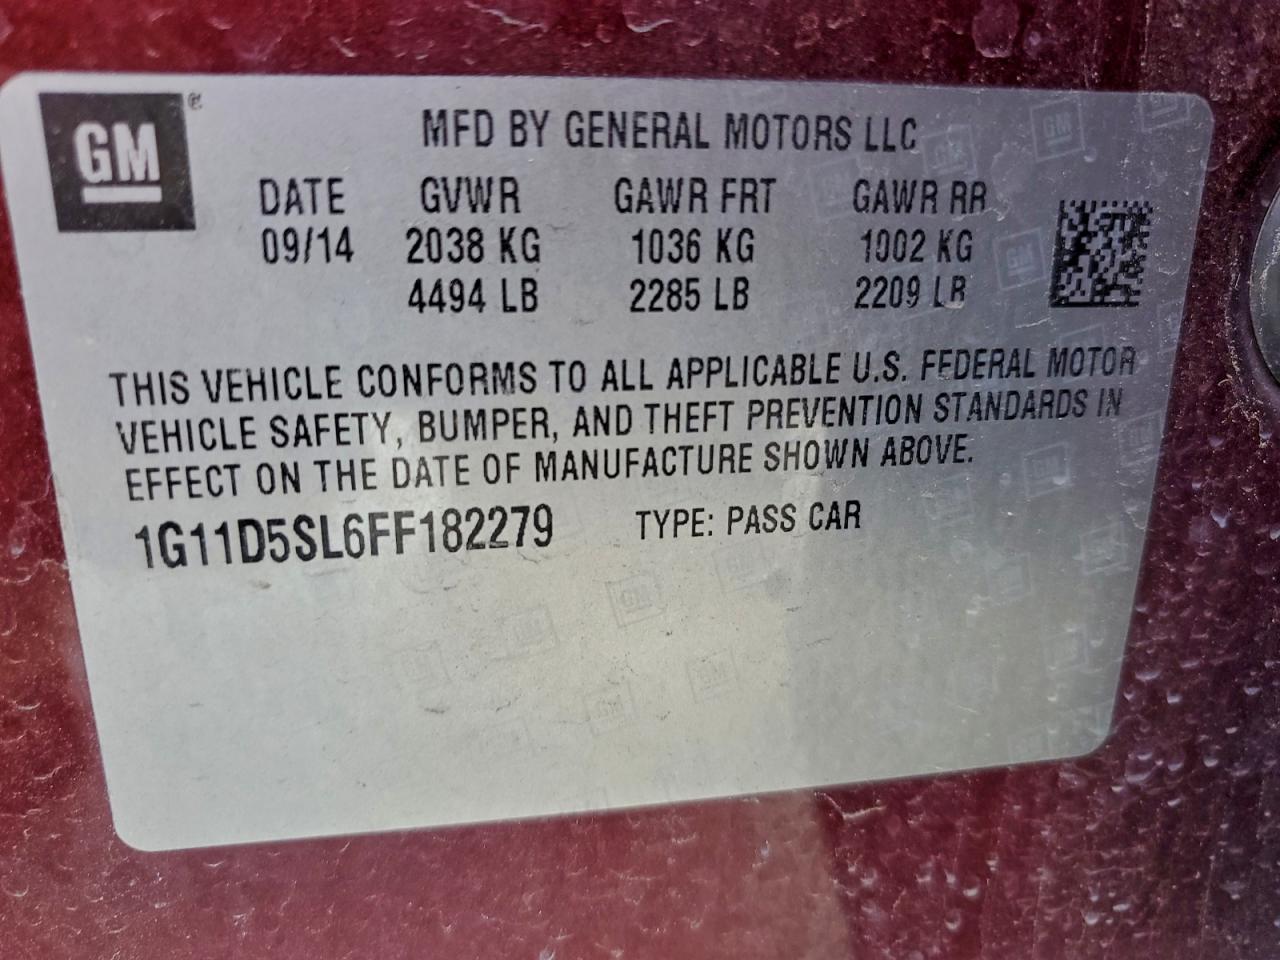 GM®
MFD BY GENERAL MOTORS LLC
DATE GVWR GAWR FRT GAWR RR
09/14 2038 KG 1036 KG 1002 KG
4494 LB 2285 LB 2209 LB
THIS VEHICLE CONFORMS TO ALL APPLICABLE U.S. FEDERAL MOTOR
VEHICLE SAFETY, BUMPER, AND THEFT PREVENTION STANDARDS IN
EFFECT ON THE DATE OF MANUFACTURE SHOWN ABOVE.
1G11D5SL6FF182279 TYPE: PASS CAR